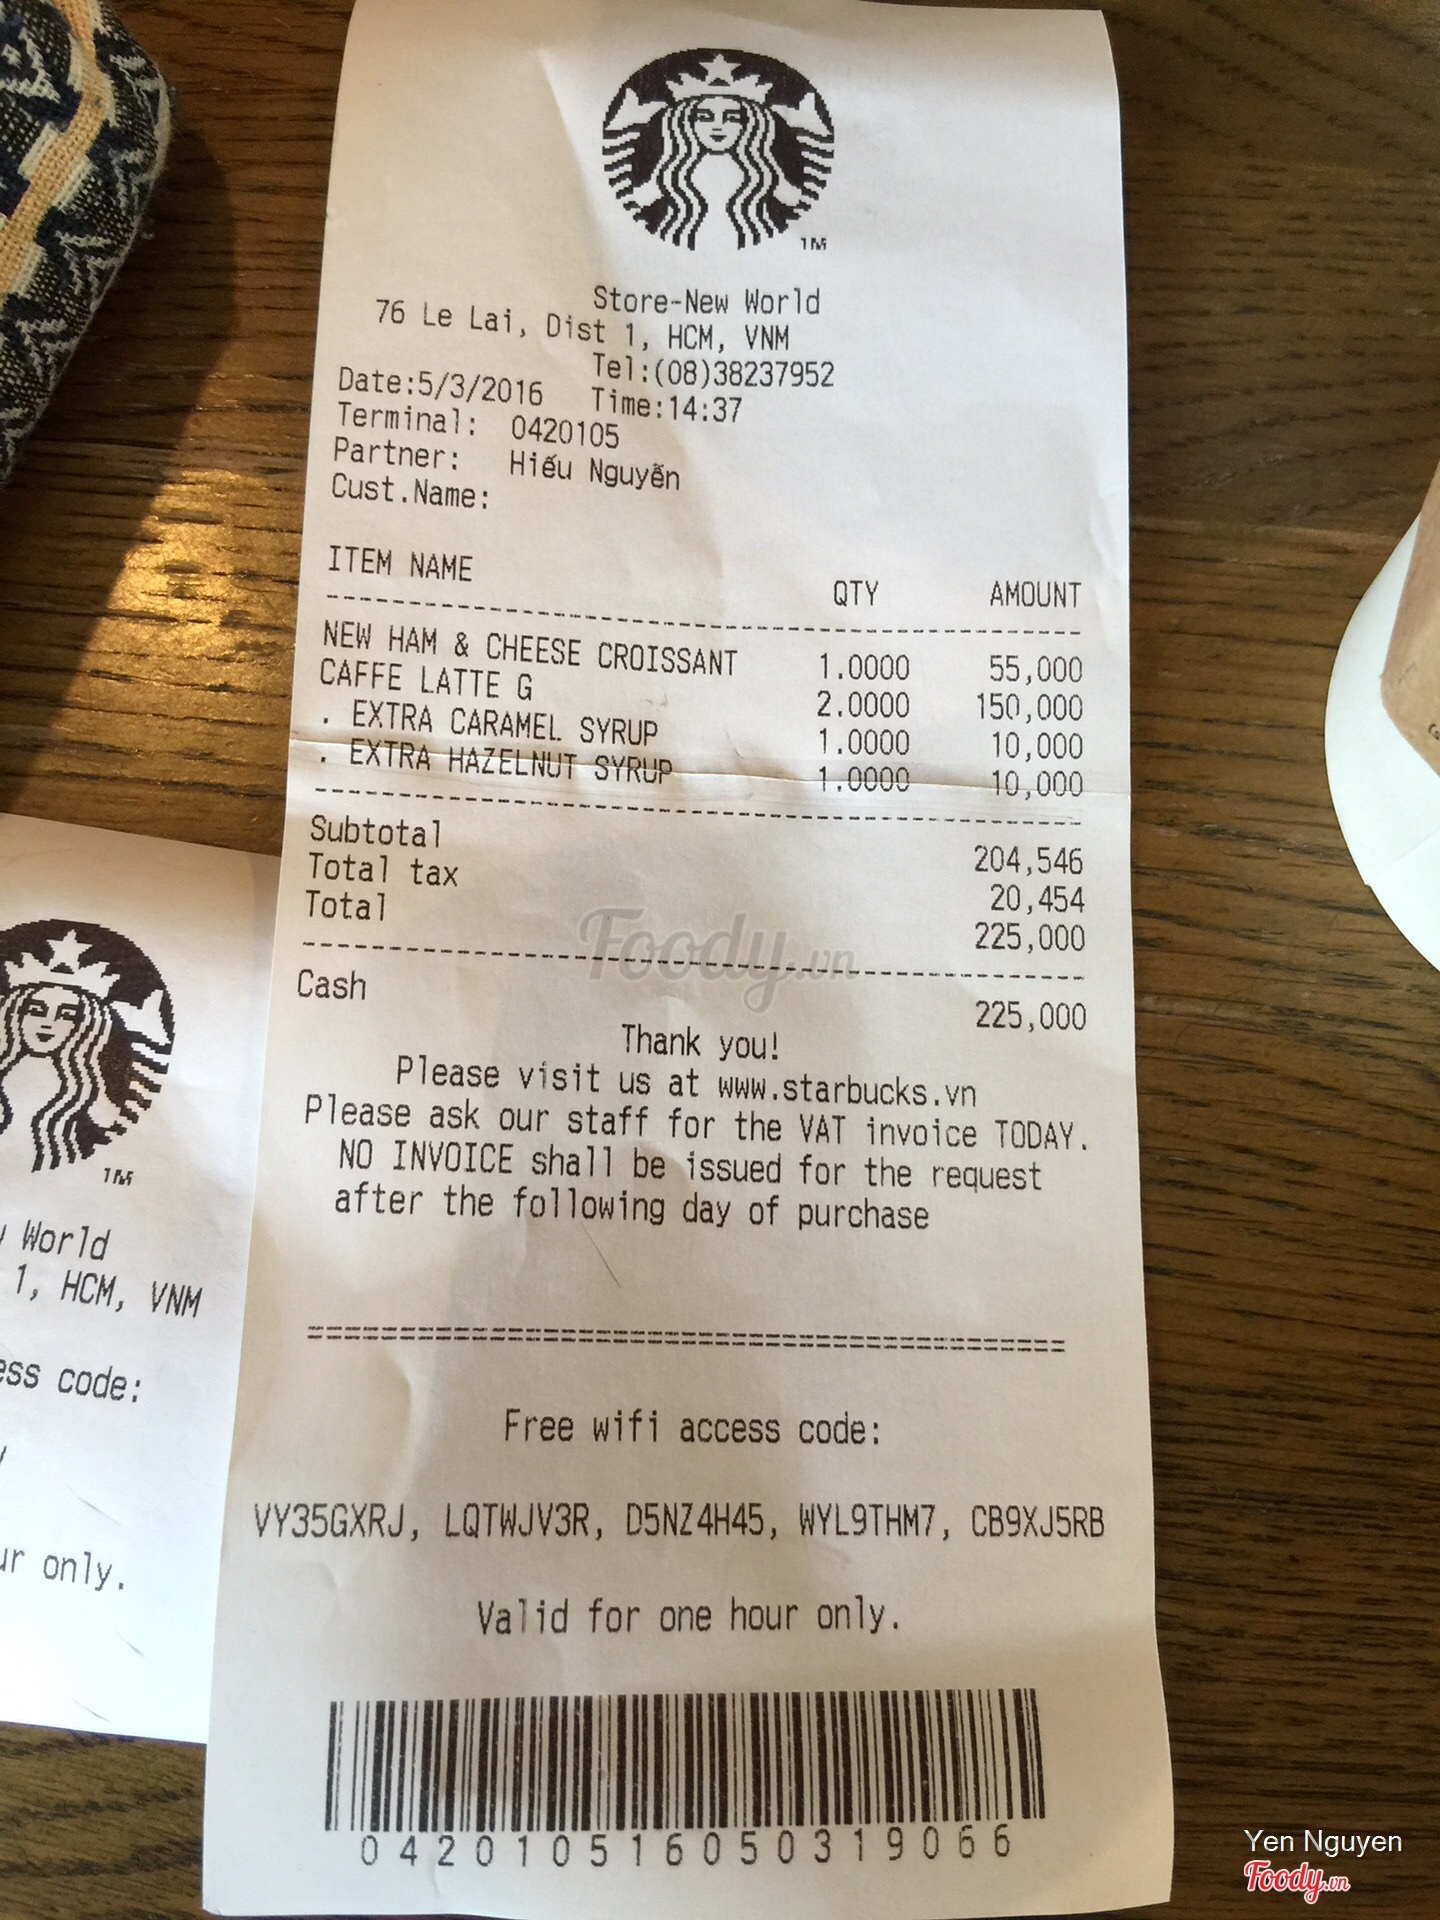 TM
Store-New World
76 Le Lai, Dist 1, HCM, VNM
Tel:(08)38237952
Date:5/3/2016 Time:14:37
Terminal: 0420105
Partner: Hiếu Nguyễn
Cust.Name:
ITEM NAME QTY AMOUNT
NEW HAM & CHEESE CROISSANT 1.0000 55,000
CAFFE LATTE G 2.0000 150,000
. EXTRA CARAMEL SYRUP 1.0000 10,000
. EXTRA HAZELNUT SYRUP 1.0000 10,000
Subtotal 204,546
Total tax 20,454
Total 225,000
Cash 225,000
Thank you!
Please visit us at www.starbucks.vn
Please ask our staff for the VAT invoice TODAY.
NO INVOICE shall be issued for the request
after the following day of purchase
Free wifi access code:
VY35GXRJ, LQTWJV3R, D5NZ4H45, WYL9THM7, CB9XJ5RB
Valid for one hour only.
042010516050319066
TM
World
1, HCM, VNM
ess code:
ur only.
Foody.vn
Yen Nguyen
Foody.vn